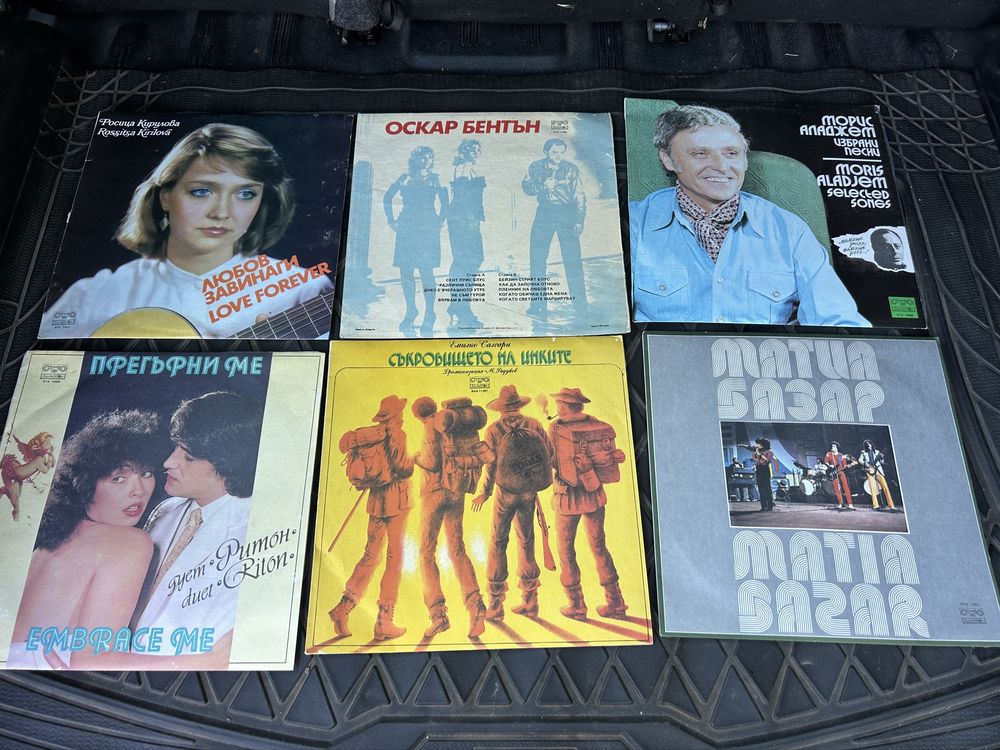 Росица Кирилова
Rossitsa Kirilova
ЛЮБОВ
ЗАВИНАГИ
LOVE FOREVER
ОСКАР БЕНТЪН
Страна А
СЕНТ ЛУИС БЛУС
РАЗЛИЧНИ СЪНИЩА
ДНЕС Е ВЧЕРАШНОТО УТРЕ
НЕ СЪМ ГЕРОЙ
ВЯРВАМ В ЛЮБОВТА
Страна Б
БЕЙЗИН СТРИЙТ БЛУС
КАК ДА ЗАПОЧНА ОТНОВО
ПЛЕННИК НА ЛЮБОВТА
КОГАТО ОБИЧАШ ЕДНА ЖЕНА
КОГАТО СВЕТЦИТЕ МАРШИРУВАТ
МОРИС
АЛАДЖЕМ
ИЗБРАНИ
ПЕСНИ
MORIS
ALADJEM
SELECTED
SONGS
ПРЕГЪРНИ МЕ
дует · Ритон ·
duet · Riton ·
EMBRACE ME
Емилио Салгари
СЪКРОВИЩЕТО НА ИНКИТЕ
Драматизация - М. Радувев
МАТИА
БАЗАР
MATIA
BAZAR